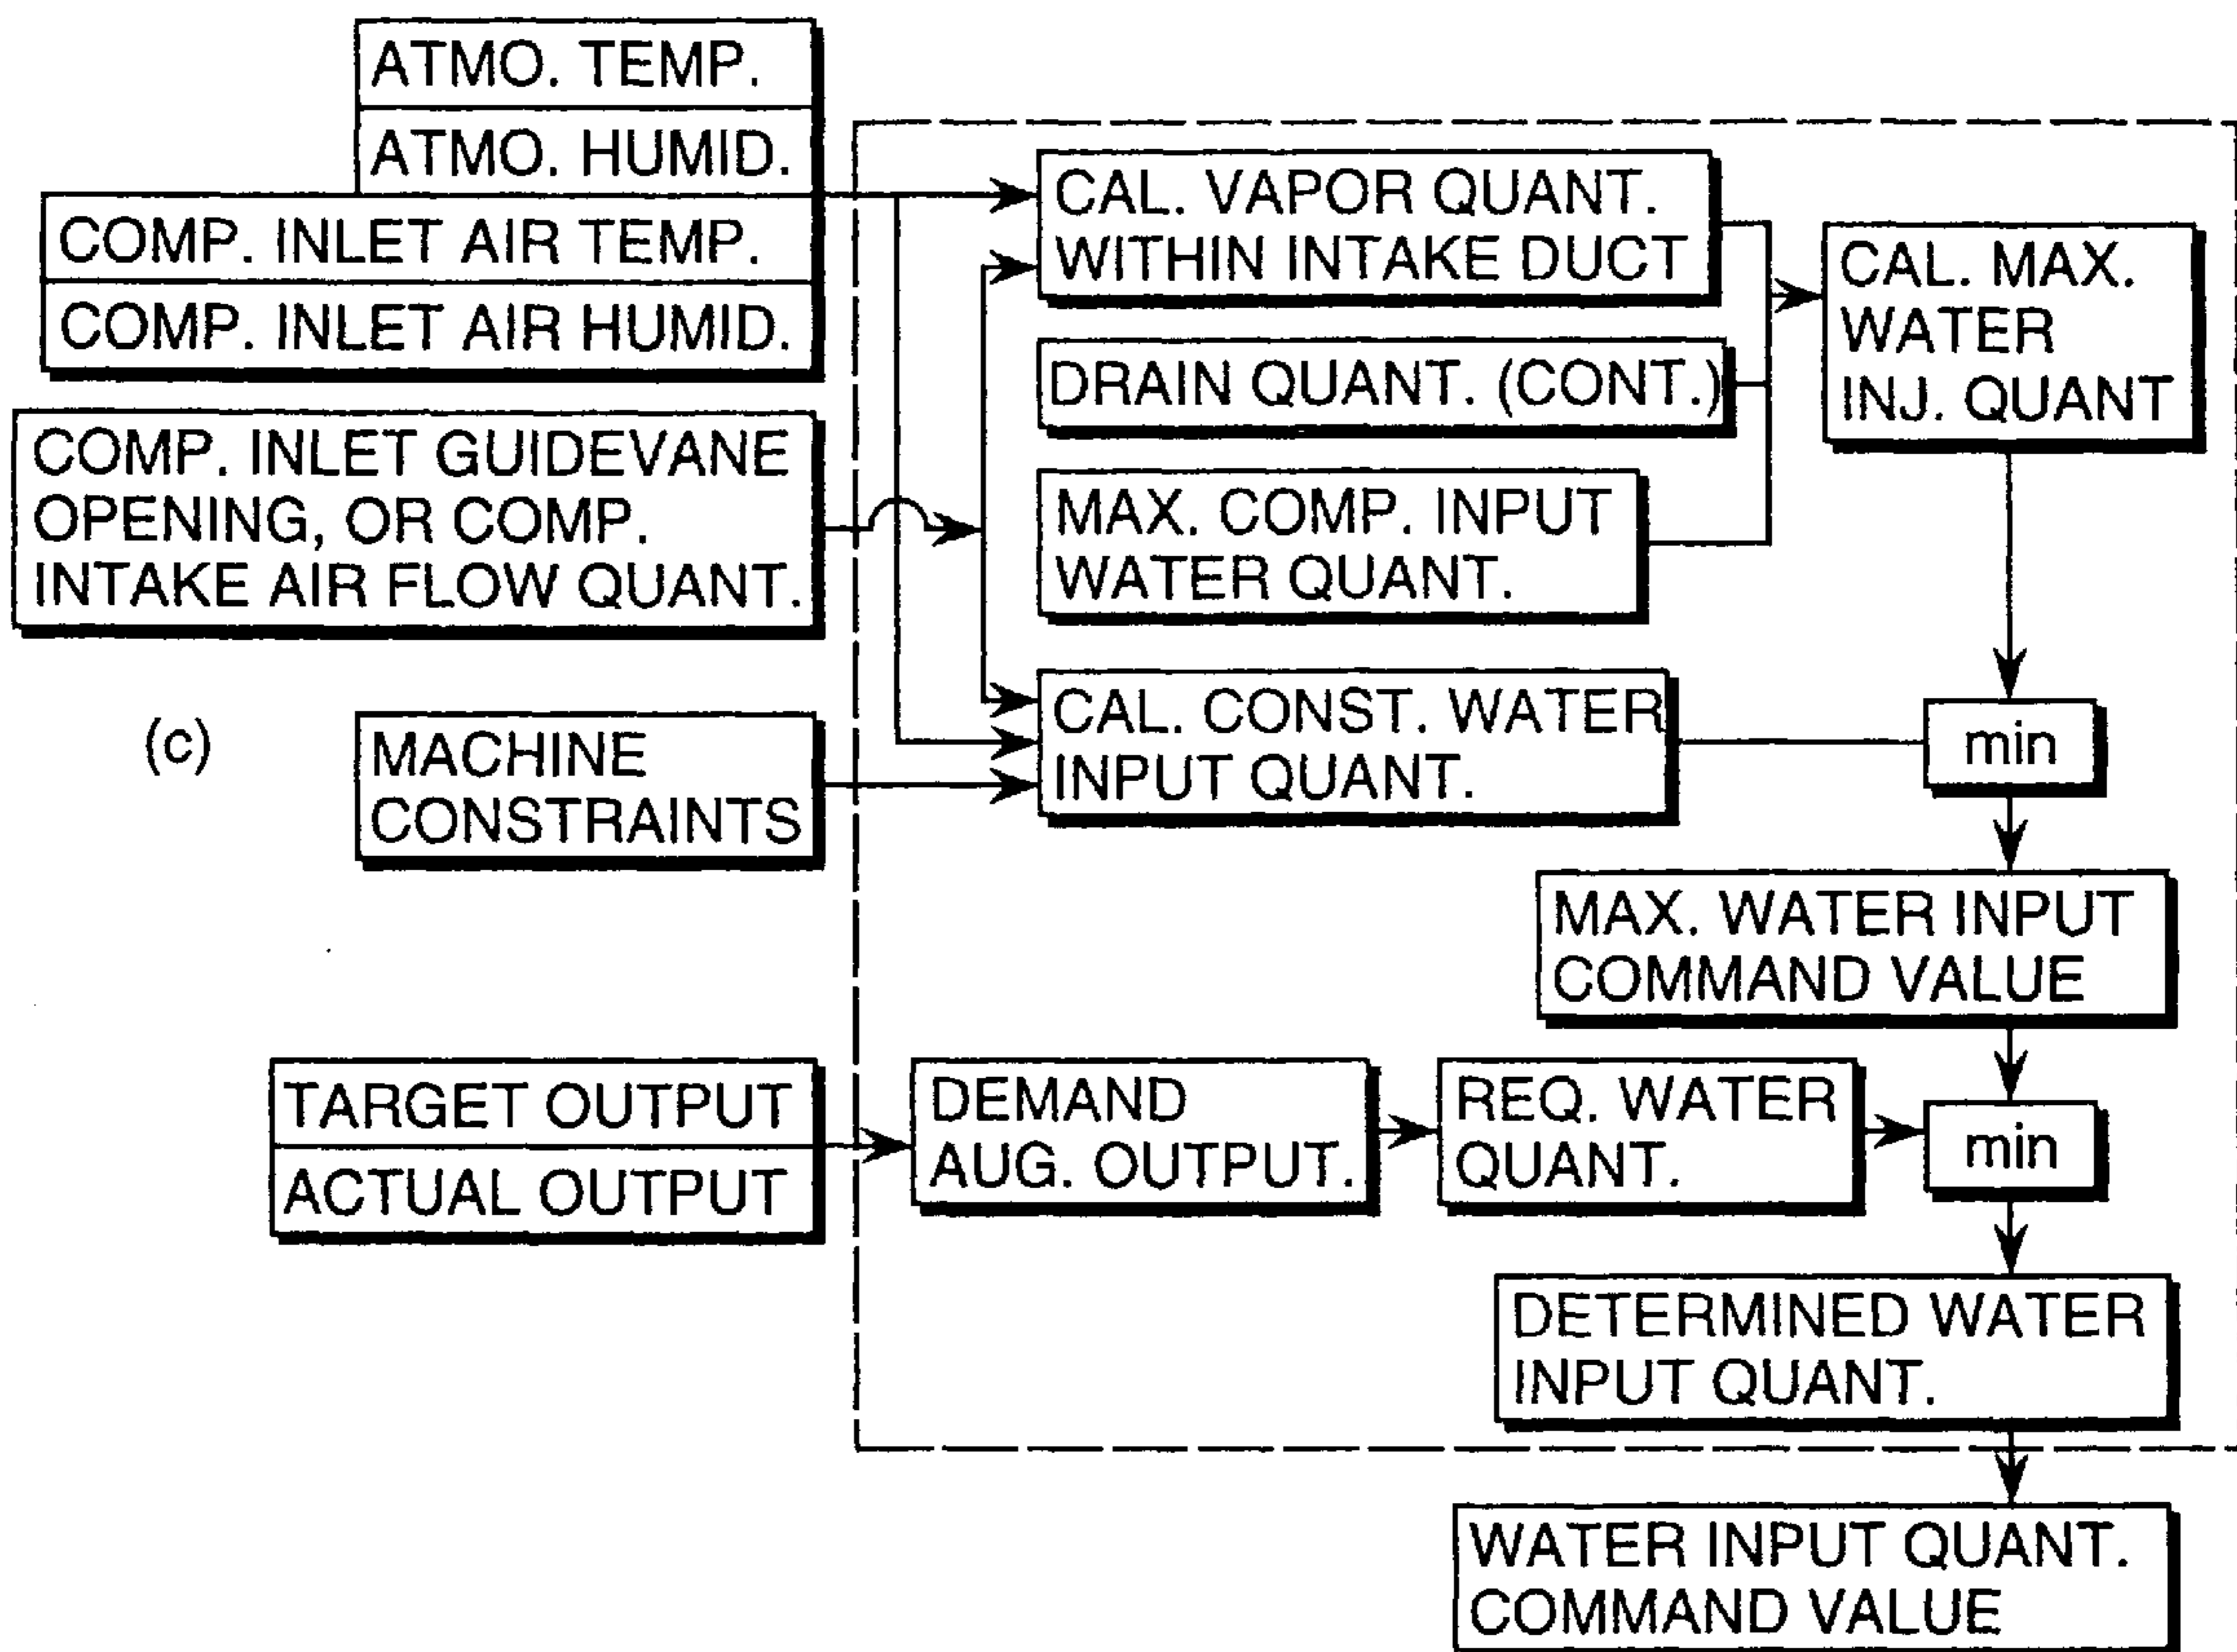 ATMO. TEMP.
ATMO. HUMID.
COMP. INLET AIR TEMP.
COMP. INLET AIR HUMID.
COMP. INLET GUIDEVANE
OPENING, OR COMP.
INTAKE AIR FLOW QUANT.
(c)
MACHINE
CONSTRAINTS
TARGET OUTPUT
ACTUAL OUTPUT
CAL. VAPOR QUANT.
WITHIN INTAKE DUCT
DRAIN QUANT. (CONT.)
MAX. COMP. INPUT
WATER QUANT.
CAL. MAX.
WATER
INJ. QUANT
CAL. CONST. WATER
INPUT QUANT.
min
MAX. WATER INPUT
COMMAND VALUE
DEMAND
AUG. OUTPUT.
REQ. WATER
QUANT.
min
DETERMINED WATER
INPUT QUANT.
WATER INPUT QUANT.
COMMAND VALUE